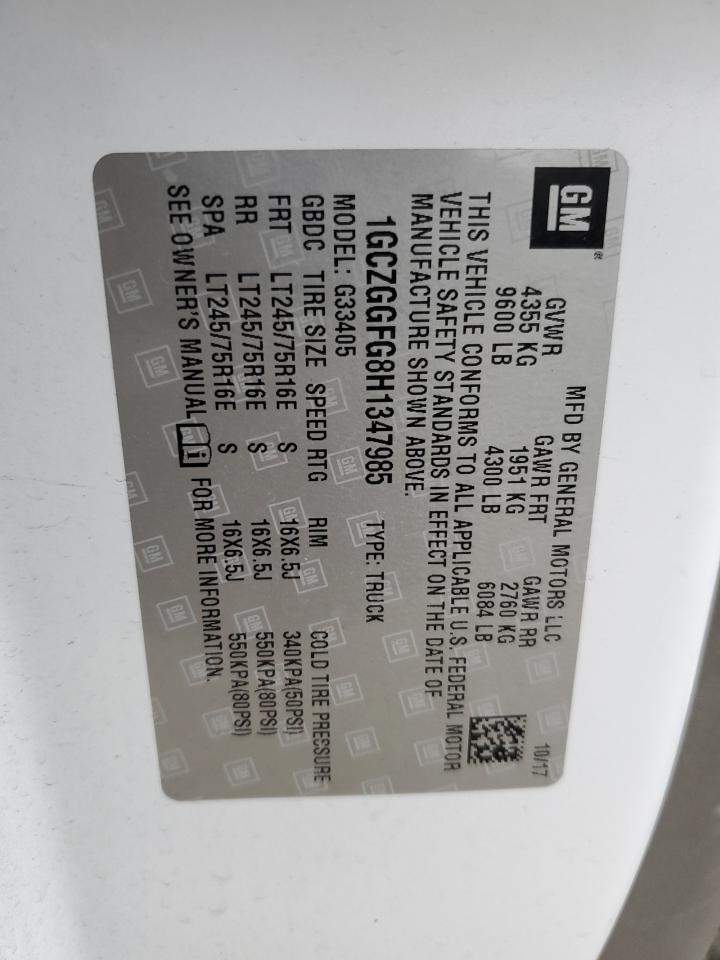 GM®
MFD BY GENERAL MOTORS LLC 10/17
GVWR GAWR FRT GAWR RR
4355 KG 1951 KG 2760 KG
9600 LB 4300 LB 6084 LB
THIS VEHICLE CONFORMS TO ALL APPLICABLE U.S. FEDERAL MOTOR
VEHICLE SAFETY STANDARDS IN EFFECT ON THE DATE OF
MANUFACTURE SHOWN ABOVE.
1GCZGGFG8H1347985 TYPE: TRUCK
MODEL: G33405
GBDC TIRE SIZE SPEED RTG RIM COLD TIRE PRESSURE
FRT LT245/75R16E S 16X6.5J 340KPA(50PSI)
RR LT245/75R16E S 16X6.5J 550KPA(80PSI)
SPA LT245/75R16E S 16X6.5J 550KPA(80PSI)
SEE OWNER'S MANUAL i FOR MORE INFORMATION.